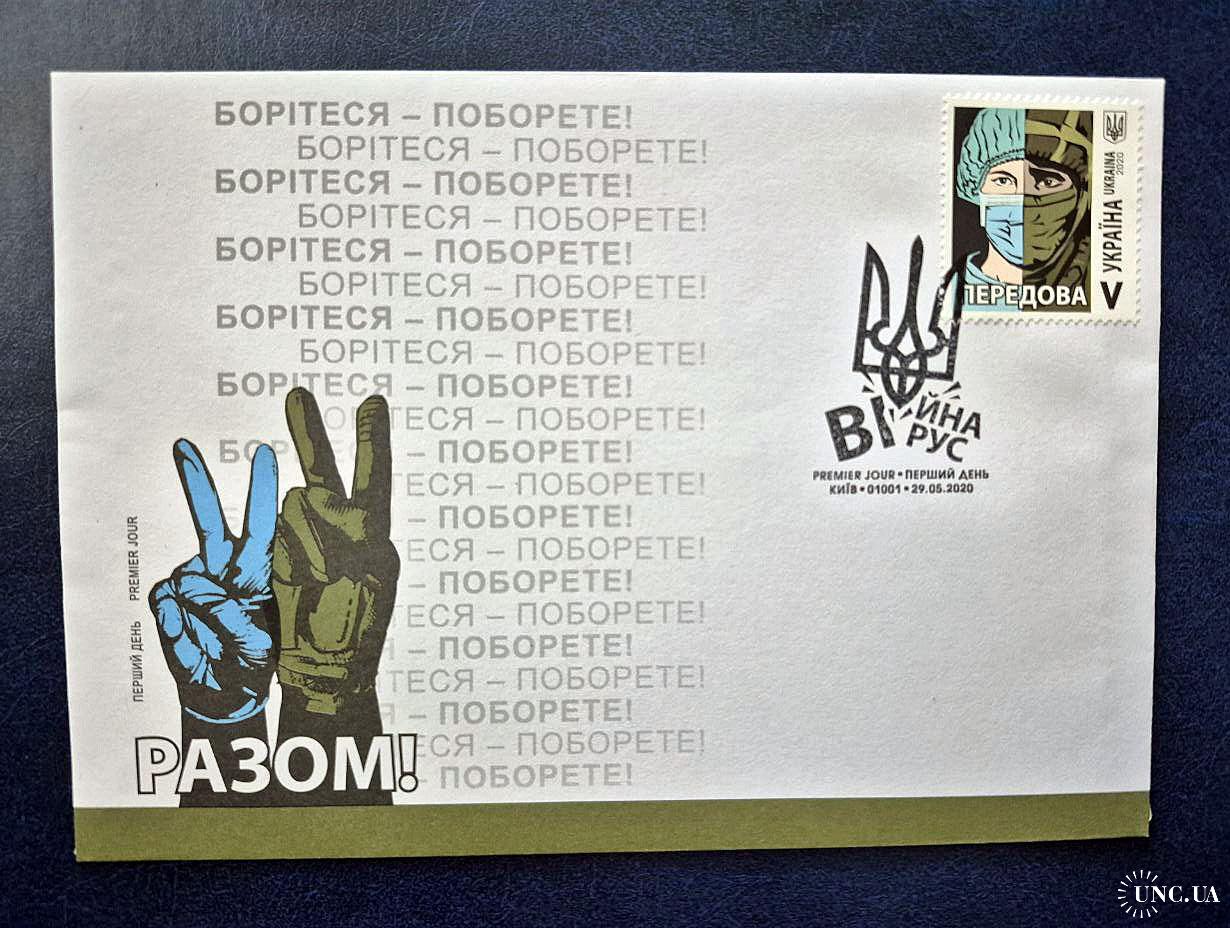 БОРІТЕСЯ – ПОБОРЕТЕ!
БОРІТЕСЯ – ПОБОРЕТЕ!
БОРІТЕСЯ – ПОБОРЕТЕ!
БОРІТЕСЯ – ПОБОРЕТЕ!
БОРІТЕСЯ – ПОБОРЕТЕ!
БОРІТЕСЯ – ПОБОРЕТЕ!
БОРІТЕСЯ – ПОБОРЕТЕ!
БОРІТЕСЯ – ПОБОРЕТЕ!
БОРІТЕСЯ – ПОБОРЕТЕ!
– ПОБОРЕТЕ!
– ПОБОРЕТЕ!
– ПОБОРЕТЕ!
– ПОБОРЕТЕ!
– ПОБОРЕТЕ!
– ПОБОРЕТЕ!
– ПОБОРЕТЕ!
– ПОБОРЕТЕ!
– ПОБОРЕТЕ!
– ПОБОРЕТЕ!
– ПОБОРЕТЕ!
– ПОБОРЕТЕ!
ПЕРШИЙ ДЕНЬ PREMIER JOUR
РАЗОМ!
УКРАЇНА UKRAINA
2020
ПЕРЕДОВА V
ВІЙНА
РУС
PREMIER JOUR • ПЕРШИЙ ДЕНЬ
КИЇВ • 01001 • 29.05.2020
UNC.UA